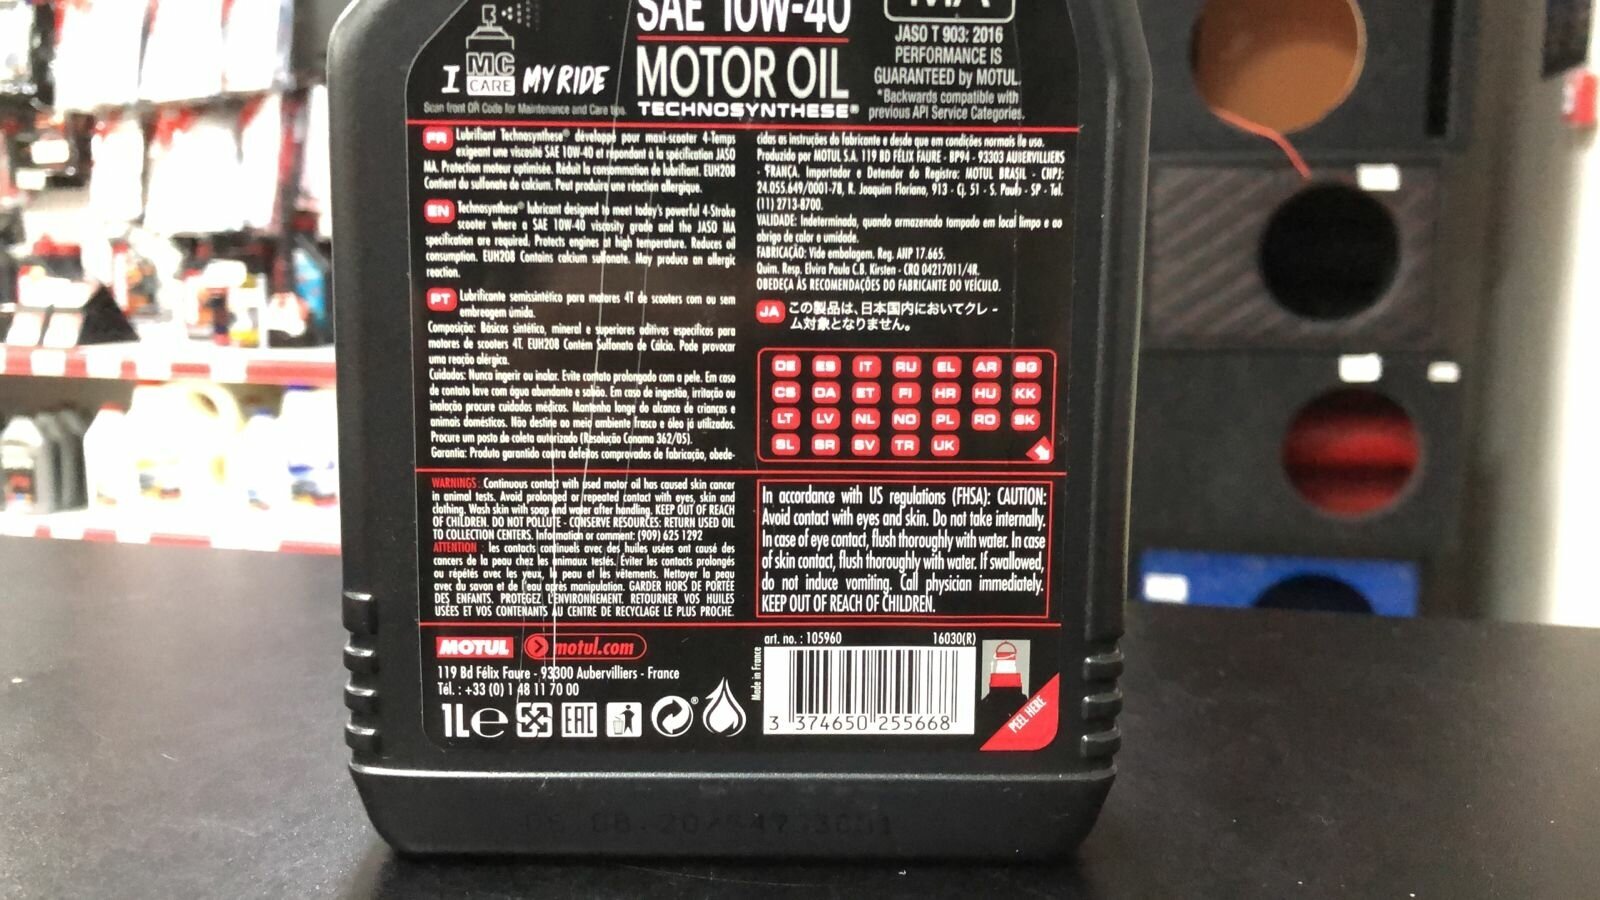 SAE 10W-40
MOTOR OIL
TECHNOSYNTHESE®
I MC CARE MY RIDE
Scan front QR Code for Maintenance and Care tips.
MA
JASO T 903: 2016
PERFORMANCE IS
GUARANTEED by MOTUL.
*Backwards compatible with
previous API Service Categories.
FR Lubrifiant Technosynthese® développé pour maxi-scooter 4-Temps
exigeant une viscosité SAE 10W-40 et répondant à la spécification JASO
MA. Protection moteur optimisée. Réduit la consommation de lubrifiant. EUH208
Contient du sulfonate de calcium. Peut produire une réaction allergique.
EN Technosynthese® lubricant designed to meet today's powerful 4-Stroke
scooter where a SAE 10W-40 viscosity grade and the JASO MA
specification are required. Protects engines at high temperature. Reduces oil
consumption. EUH208 Contains calcium sulfonate. May produce an allergic
reaction.
PT Lubrificante semissintético para motores 4T de scooters com ou sem
embreagem úmida.
Composição: Básicos sintético, mineral e superiores aditivos específicos para
motores de scooters 4T. EUH208 Contém Sulfonato de Cálcio. Pode provocar
uma reação alérgica.
Cuidados: Nunca ingerir ou inalar. Evite contato prolongado com a pele. Em caso
de contato lave com água abundante e sabão. Em caso de ingestão, irritação ou
inalação procure cuidados médicos. Mantenha longe do alcance de crianças e
animais domésticos. Não destine ao meio ambiente frasco e óleo já utilizados.
Procure um posto de coleta autorizado (Resolução Conama 362/05).
Garantia: Produto garantido contra defeitos comprovados de fabricação, obede-
cidas as instruções do fabricante e desde que em condições normais de uso.
Produzido por MOTUL S.A. 119 BD FÉLIX FAURE - BP94 - 93303 AUBERVILLIERS
- FRANÇA. Importador e Detendor do Registro: MOTUL BRASIL - CNPJ:
24.055.649/0001-78, R. Joaquim Floriano, 913 - Cj. 51 - S. Paulo - SP - Tel.
(11) 2713-8700.
VALIDADE: Indeterminada, quando armazenado tampado em local limpo e ao
abrigo de calor e umidade.
FABRICAÇÃO: Vide embalagem. Reg. ANP 17.665.
Quim. Resp. Elvira Paula C.B. Kirsten - CRQ 04217011/4R.
OBEDEÇA ÀS RECOMENDAÇÕES DO FABRICANTE DO VEÍCULO.
JA この製品は、日本国内においてクレ-
ム対象となりません。
DE ES IT RU EL AR BG
CS DA ET FI HR HU KK
LT LV NL NO PL RO SK
SL SR SV TR UK
WARNINGS: Continuous contact with used motor oil has caused skin cancer
in animal tests. Avoid prolonged or repeated contact with eyes, skin and
clothing. Wash skin with soap and water after handling. KEEP OUT OF REACH
OF CHILDREN. DO NOT POLLUTE - CONSERVE RESOURCES: RETURN USED OIL
TO COLLECTION CENTERS. Information or comment: (909) 625 1292
ATTENTION : les contacts continuels avec des huiles usées ont causé des
cancers de la peau chez les animaux testés. Éviter les contacts prolongés
ou répétés avec les yeux, la peau et les vêtements. Nettoyer la peau
avec du savon et de l'eau après manipulation. GARDER HORS DE PORTÉE
DES ENFANTS. PROTÉGEZ L'ENVIRONNEMENT. RETOURNER VOS HUILES
USÉES ET VOS CONTENANTS AU CENTRE DE RECYCLAGE LE PLUS PROCHE.
In accordance with US regulations (FHSA): CAUTION:
Avoid contact with eyes and skin. Do not take internally.
In case of eye contact, flush thoroughly with water. In case
of skin contact, flush thoroughly with water. If swallowed,
do not induce vomiting. Call physician immediately.
KEEP OUT OF REACH OF CHILDREN.
MOTUL motul.com
119 Bd Félix Faure - 93300 Aubervilliers - France
Tél. : +33 (0) 1 48 11 70 00
1L e EAC
Made in France
art. no. : 105960 16030(R)
3 374650 255668
PEEL HERE